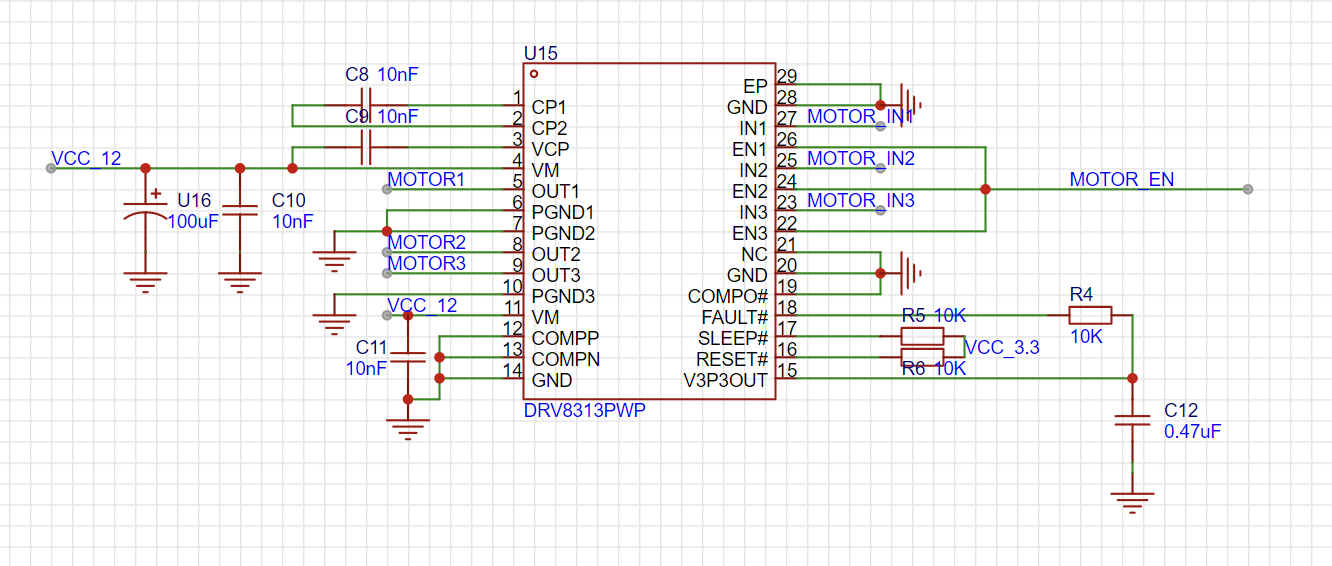 U15
C8 10nF
C9 10nF
VCC_12
U16
100uF
C10
10nF
MOTOR1
MOTOR2
MOTOR3
VCC_12
C11
10nF
1 CP1
2 CP2
3 VCP
4 VM
5 OUT1
6 PGND1
7 PGND2
8 OUT2
9 OUT3
10 PGND3
11 VM
12 COMPP
13 COMPN
14 GND
EP 29
GND 28
IN1 27
EN1 26
IN2 25
EN2 24
IN3 23
EN3 22
NC 21
GND 20
COMPO# 19
FAULT# 18
SLEEP# 17
RESET# 16
V3P3OUT 15
DRV8313PWP
MOTOR_IN1
MOTOR_IN2
MOTOR_IN3
MOTOR_EN
R5 10K
R6 10K
VCC_3.3
R4
10K
C12
0.47uF